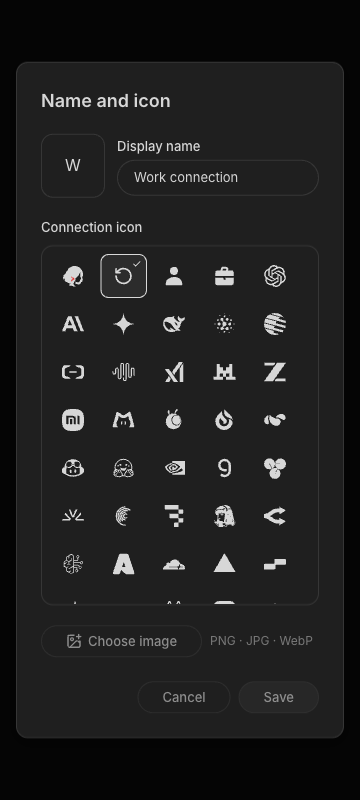 Name and icon
W
Display name
Work connection
Connection icon
Choose image
PNG · JPG · WebP
Cancel
Save